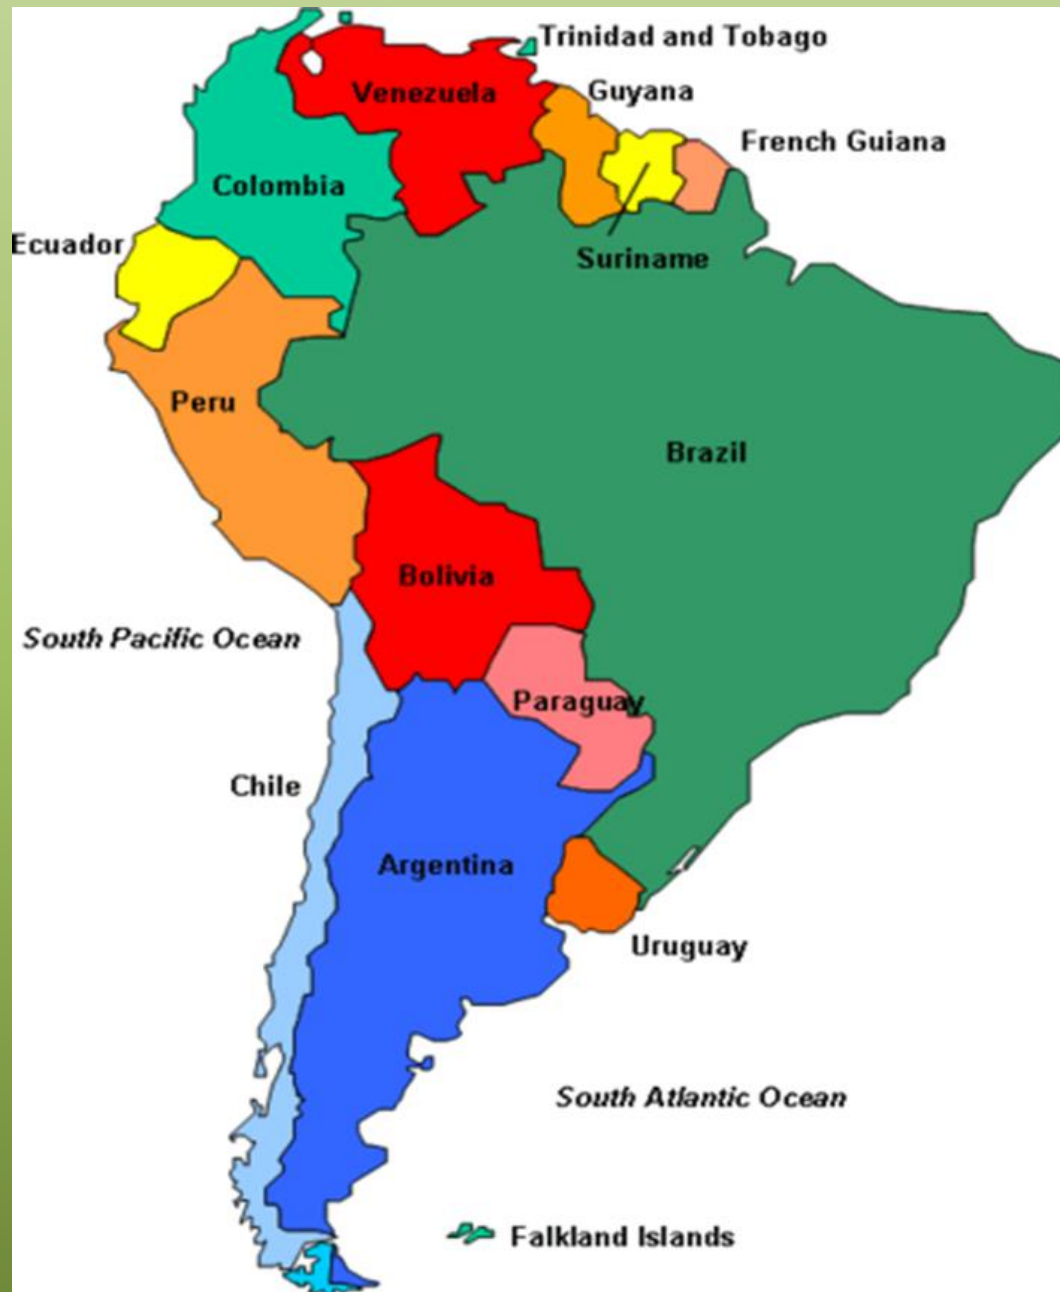 Trinidad and Tobago
Venezuela
Guyana
French Guiana
Colombia
Ecuador
Suriname
Peru
Brazil
Bolivia
South Pacific Ocean
Paraguay
Chile
Argentina
Uruguay
South Atlantic Ocean
Falkland Islands